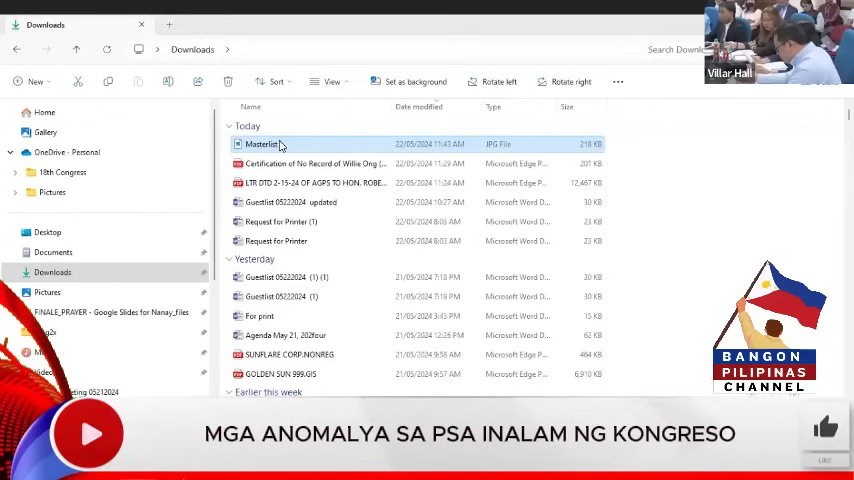 Downloads
Downloads
Search Downl
Villar Hall
New
Sort
View
Set as background
Rotate left
Rotate right
Name
Date modified
Type
Size
Home
Gallery
OneDrive - Personal
18th Congress
Pictures
Desktop
Documents
Downloads
Pictures
FINALE_PRAYER - Google Slides for Nanay_files
Today
Masterlist 22/05/2024 11:43 AM JPG File 218 KB
Certification of No Record of Willie Ong (... 22/05/2024 11:29 AM Microsoft Edge P... 201 KB
LTR DTD 2-15-24 OF AGPS TO HON. ROBE... 22/05/2024 11:24 AM Microsoft Edge P... 12,467 KB
Guestlist 05222024 updated 22/05/2024 10:27 AM Microsoft Word D... 30 KB
Request for Printer (1) 22/05/2024 8:03 AM Microsoft Word D... 23 KB
Request for Printer 22/05/2024 8:03 AM Microsoft Word D... 23 KB
Yesterday
Guestlist 05222024 (1) (1) 21/05/2024 7:18 PM Microsoft Word D... 30 KB
Guestlist 05222024 (1) 21/05/2024 7:18 PM Microsoft Word D... 30 KB
For print 21/05/2024 3:43 PM Microsoft Word D... 15 KB
Agenda May 21, 202four 21/05/2024 12:26 PM Microsoft Word D... 62 KB
SUNFLARE CORP.NONREG 21/05/2024 9:58 AM Microsoft Edge P... 464 KB
GOLDEN SUN 999.GIS 21/05/2024 9:57 AM Microsoft Edge P... 6,910 KB
Earlier this week
eting 05212024
BANGON
PILIPINAS
CHANNEL
MGA ANOMALYA SA PSA INALAM NG KONGRESO
LIKE